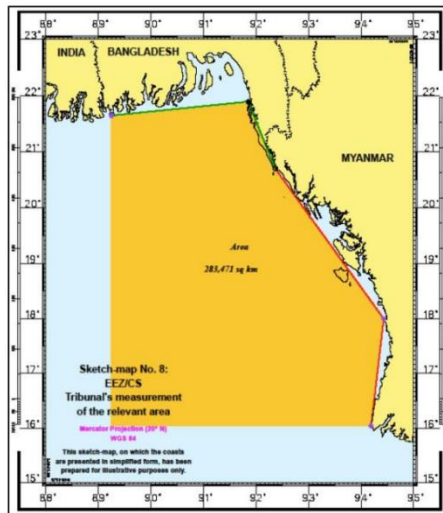 88° 89° 90° 91° 92° 93° 94° 95°
23° 23°
INDIA BANGLADESH
22° 22°
21° 21°
MYANMAR
20° 20°
Area
283,471 sq km
19° 19°
18° 18°
Sketch-map No. 8:
EEZ/CS
Tribunal's measurement
of the relevant area
17° 17°
Mercator Projection (20° N)
WGS 84
16° 16°
This sketch-map, on which the coasts
are presented in simplified form, has been
prepared for illustrative purposes only.
15° 15°
88° 89° 90° 91° 92° 93° 94° 95°